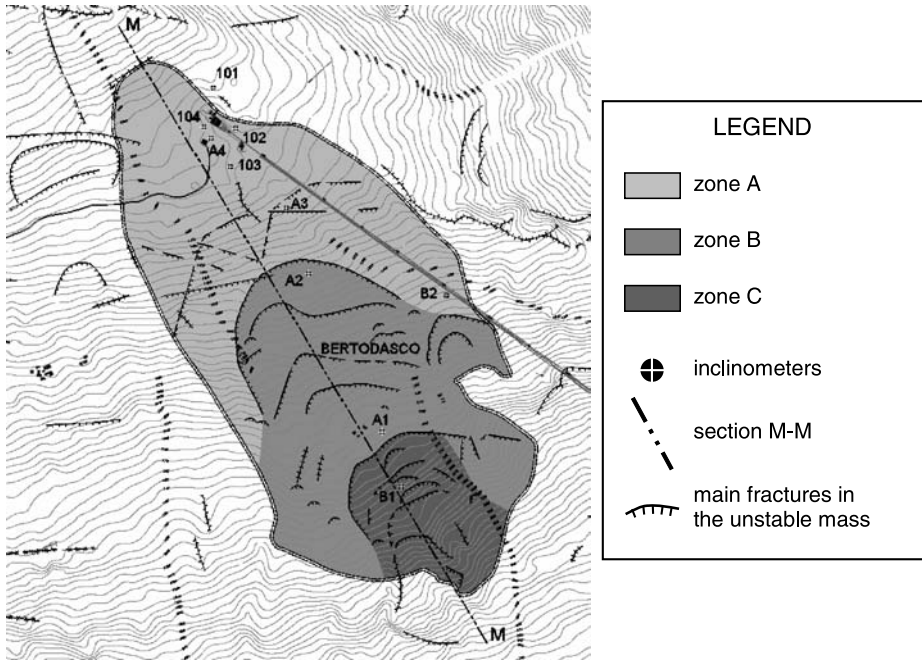 M
101
104
102
A4
103
A3
A2
B2
BERTODASCO
A1
B1
M
LEGEND
zone A
zone B
zone C
inclinometers
section M-M
main fractures in
the unstable mass